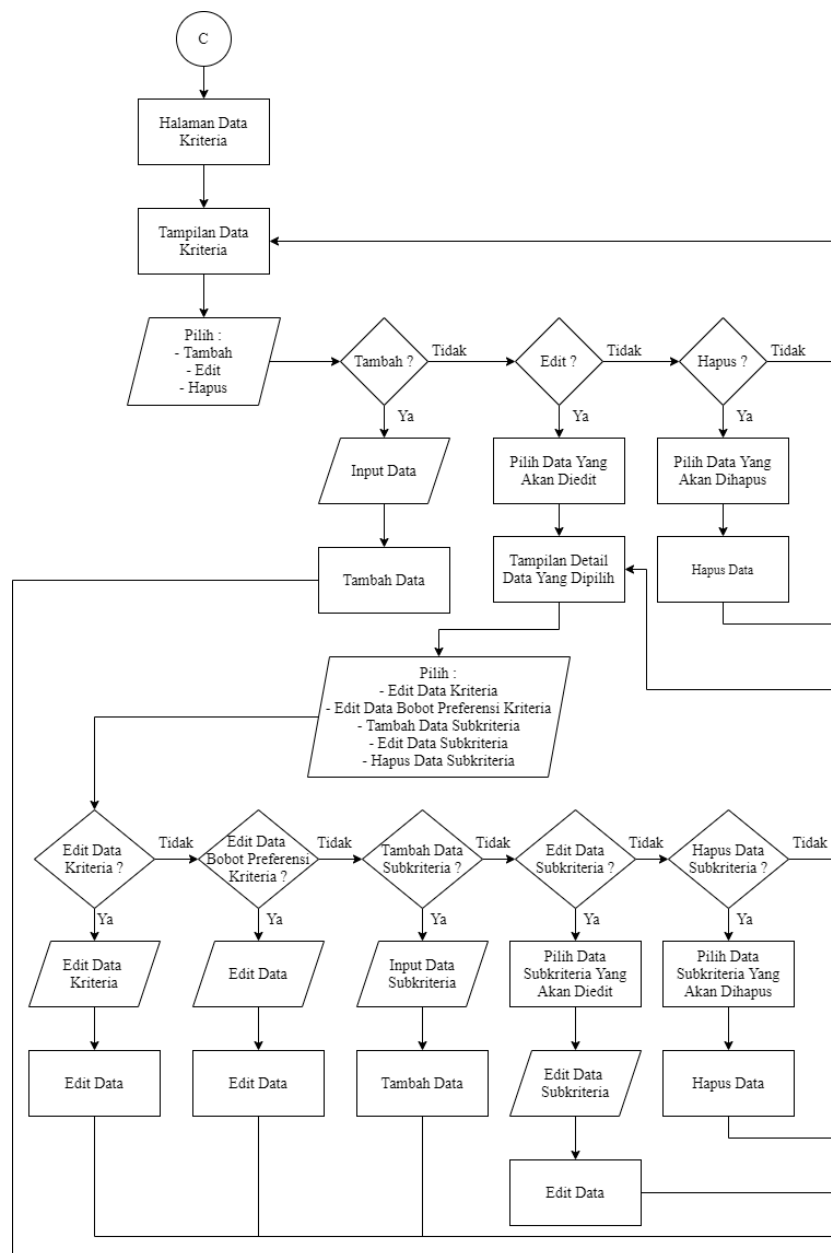 C
Halaman Data
Kriteria
Tampilan Data
Kriteria
Pilih :
- Tambah
- Edit
- Hapus
Tambah ?
Tidak
Edit ?
Tidak
Hapus ?
Tidak
Ya
Ya
Ya
Input Data
Pilih Data Yang
Akan Diedit
Pilih Data Yang
Akan Dihapus
Tambah Data
Tampilan Detail
Data Yang Dipilih
Hapus Data
Pilih :
- Edit Data Kriteria
- Edit Data Bobot Preferensi Kriteria
- Tambah Data Subkriteria
- Edit Data Subkriteria
- Hapus Data Subkriteria
Edit Data
Kriteria ?
Tidak
Edit Data
Bobot Preferensi
Kriteria ?
Tidak
Tambah Data
Subkriteria ?
Tidak
Edit Data
Subkriteria ?
Tidak
Hapus Data
Subkriteria ?
Tidak
Ya
Ya
Ya
Ya
Ya
Edit Data
Kriteria
Edit Data
Input Data
Subkriteria
Pilih Data
Subkriteria Yang
Akan Diedit
Pilih Data
Subkriteria Yang
Akan Dihapus
Edit Data
Edit Data
Tambah Data
Edit Data
Subkriteria
Hapus Data
Edit Data